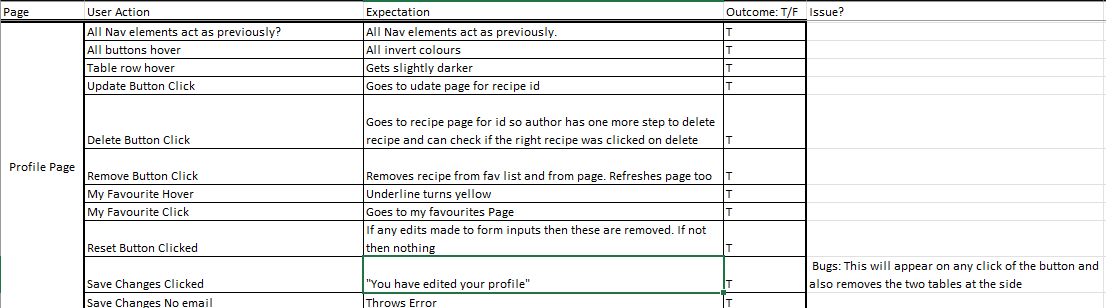 Page User Action Expectation Outcome: T/F Issue?
All Nav elements act as previously? All Nav elements act as previously. T
All buttons hover All invert colours T
Table row hover Gets slightly darker T
Update Button Click Goes to udate page for recipe id T
Goes to recipe page for id so author has one more step to delete
Delete Button Click recipe and can check if the right recipe was clicked on delete T
Profile Page
Remove Button Click Removes recipe from fav list and from page. Refreshes page too T
My Favourite Hover Underline turns yellow T
My Favourite Click Goes to my favourites Page T
If any edits made to form inputs then these are removed. If not
Reset Button Clicked then nothing T
Bugs: This will appear on any click of the button and
Save Changes Clicked "You have edited your profile" T also removes the two tables at the side
Save Changes No email Throws Error T